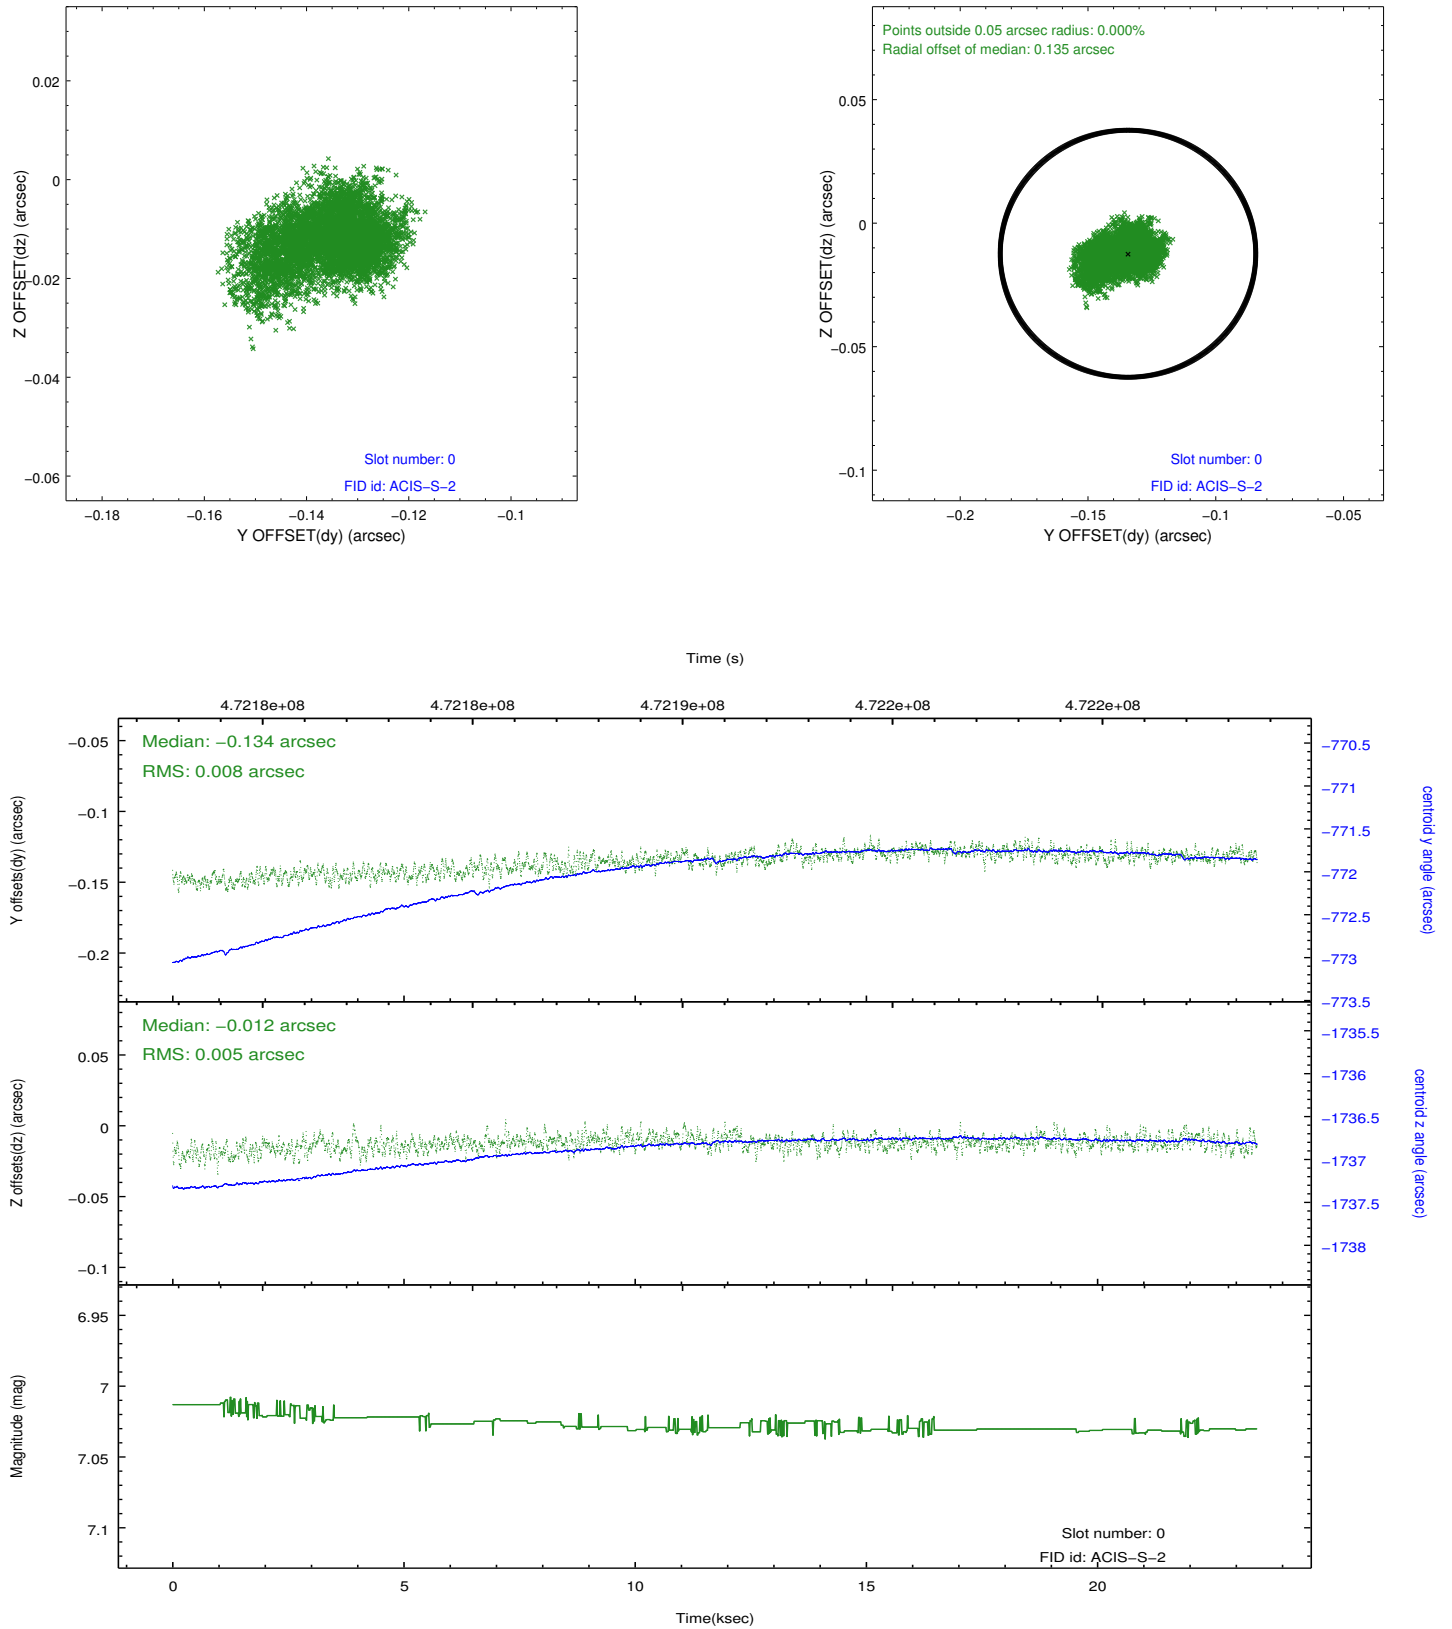 0.02
0
−0.02
−0.04
−0.06
Z OFFSET(dz) (arcsec)
Slot number: 0
FID id: ACIS−S−2
−0.18
−0.16
−0.14
−0.12
−0.1
Y OFFSET(dy) (arcsec)
Points outside 0.05 arcsec radius: 0.000%
Radial offset of median: 0.135 arcsec
0.05
0
−0.05
−0.1
Z OFFSET(dz) (arcsec)
Slot number: 0
FID id: ACIS−S−2
−0.2
−0.15
−0.1
−0.05
Y OFFSET(dy) (arcsec)
Time (s)
4.7218e+08
4.7218e+08
4.7219e+08
4.722e+08
4.722e+08
Median: −0.134 arcsec
RMS: 0.008 arcsec
−0.05
−0.1
−0.15
−0.2
Y offsets(dy) (arcsec)
−770.5
−771
−771.5
−772
−772.5
−773
−773.5
centroid y angle (arcsec)
Median: −0.012 arcsec
RMS: 0.005 arcsec
0.05
0
−0.05
−0.1
Z offsets(dz) (arcsec)
−1735.5
−1736
−1736.5
−1737
−1737.5
−1738
centroid z angle (arcsec)
6.95
7
7.05
7.1
Magnitude (mag)
Slot number: 0
FID id: ACIS−S−2
0
5
10
15
20
Time(ksec)